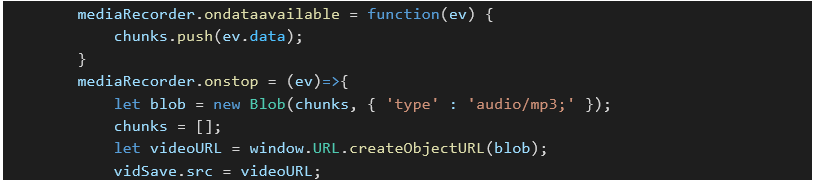 mediaRecorder.ondataavailable = function(ev) {
chunks.push(ev.data);
}
mediaRecorder.onstop = (ev)=>{
let blob = new Blob(chunks, { 'type' : 'audio/mp3;' });
chunks = [];
let videoURL = window.URL.createObjectURL(blob);
vidSave.src = videoURL;